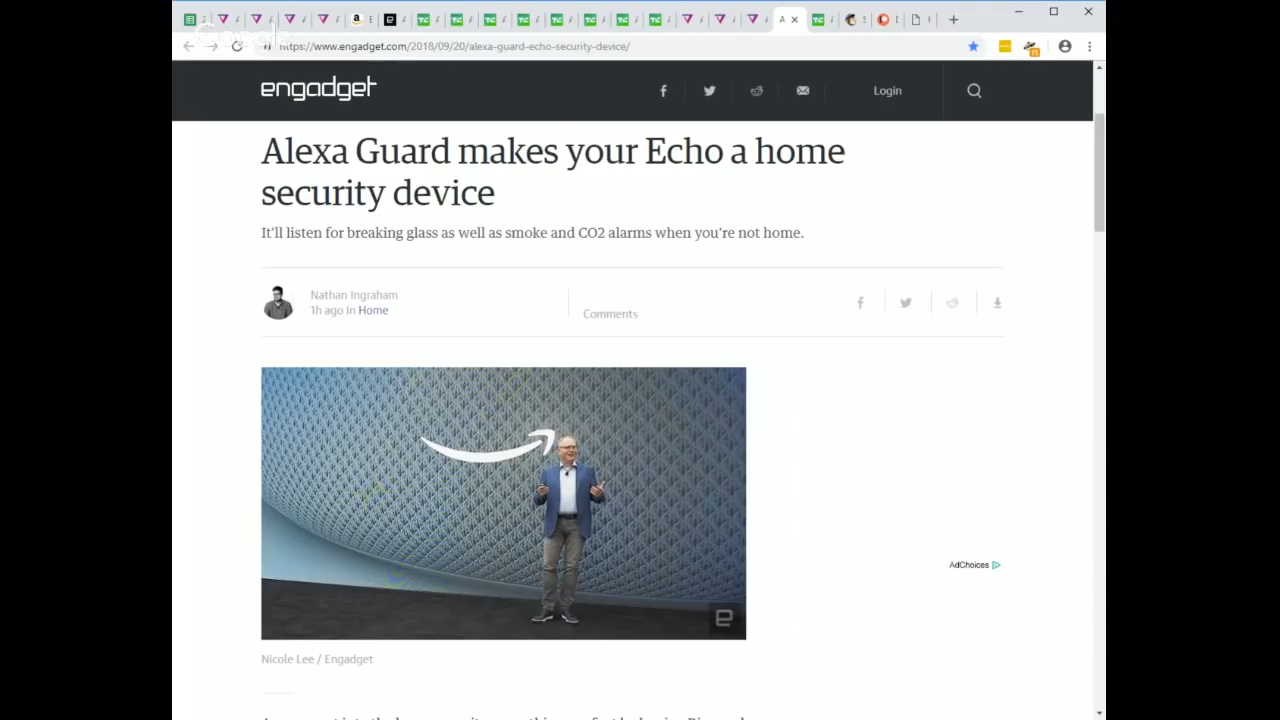 Google
https://www.engadget.com/2018/09/20/alexa-guard-echo-security-device/
engadget
Login
Alexa Guard makes your Echo a home
security device
It'll listen for breaking glass as well as smoke and CO2 alarms when you're not home.
Nathan Ingraham
1h ago in Home
Comments
AdChoices
Nicole Lee / Engadget